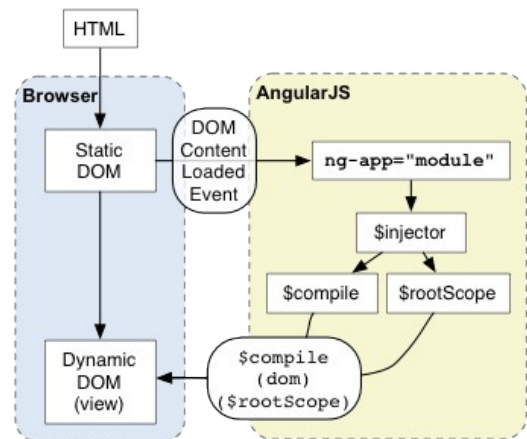 HTML
Browser
AngularJS
Static
DOM
DOM
Content
Loaded
Event
ng-app="module"
$injector
$compile
$rootScope
Dynamic
DOM
(view)
$compile
(dom)
($rootScope)